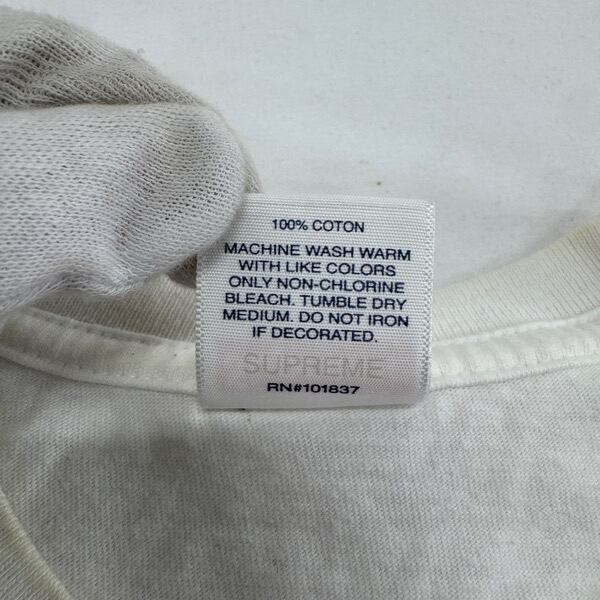 100% COTON
MACHINE WASH WARM
WITH LIKE COLORS
ONLY NON-CHLORINE
BLEACH. TUMBLE DRY
MEDIUM. DO NOT IRON
IF DECORATED.
SUPREME
RN#101837